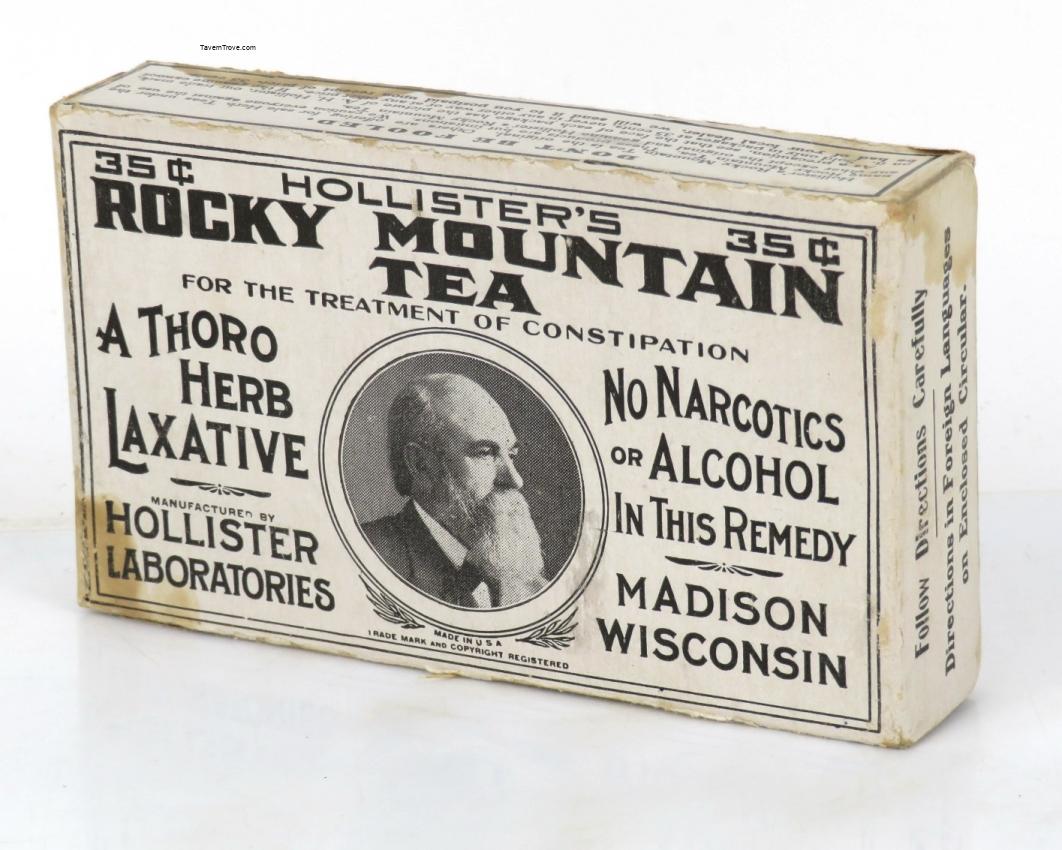 TavernTrove.com
DON'T BE FOOLED
35 ¢
HOLLISTER'S
35 ¢
ROCKY MOUNTAIN
TEA
FOR THE TREATMENT OF CONSTIPATION
A THORO
HERB
LAXATIVE
MANUFACTURED BY
HOLLISTER
LABORATORIES
NO NARCOTICS
OR ALCOHOL
IN THIS REMEDY
MADISON
WISCONSIN
MADE IN U S A
TRADE MARK AND COPYRIGHT REGISTERED
Follow Directions Carefully
Directions in Foreign Languages
on Enclosed Circular.